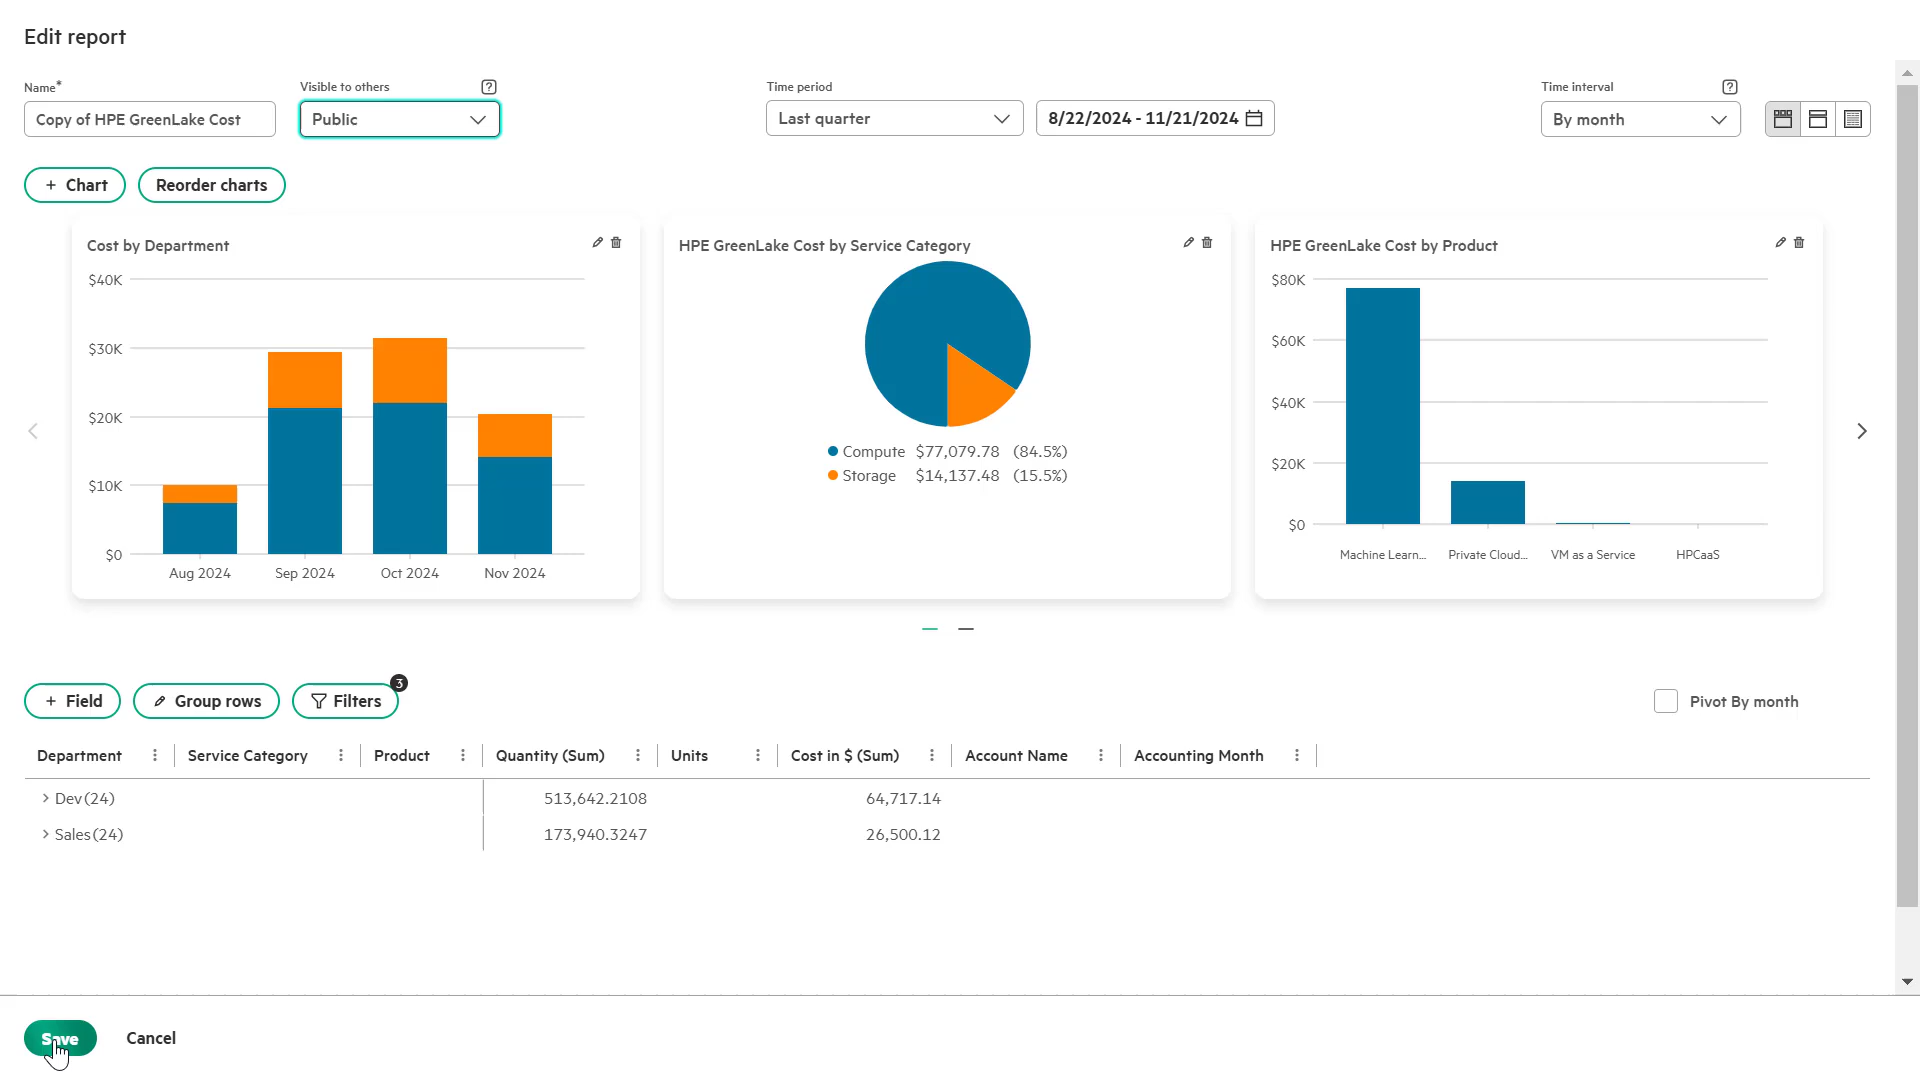 Edit report
Name*
Visible to others
Time period
Time interval
Copy of HPE GreenLake Cost
Public
Last quarter
8/22/2024 - 11/21/2024
By month
+ Chart
Reorder charts
Cost by Department
$40K
$30K
$20K
$10K
$0
Aug 2024
Sep 2024
Oct 2024
Nov 2024
HPE GreenLake Cost by Service Category
Compute $77,079.78 (84.5%)
Storage $14,137.48 (15.5%)
HPE GreenLake Cost by Product
$80K
$60K
$40K
$20K
$0
Machine Learn...
Private Cloud...
VM as a Service
HPCaaS
+ Field
Group rows
Filters
3
Pivot By month
Department Service Category Product Quantity (Sum) Units Cost in $ (Sum) Account Name Accounting Month
Dev(24) 513,642.2108 64,717.14
Sales(24) 173,940.3247 26,500.12
Save
Cancel